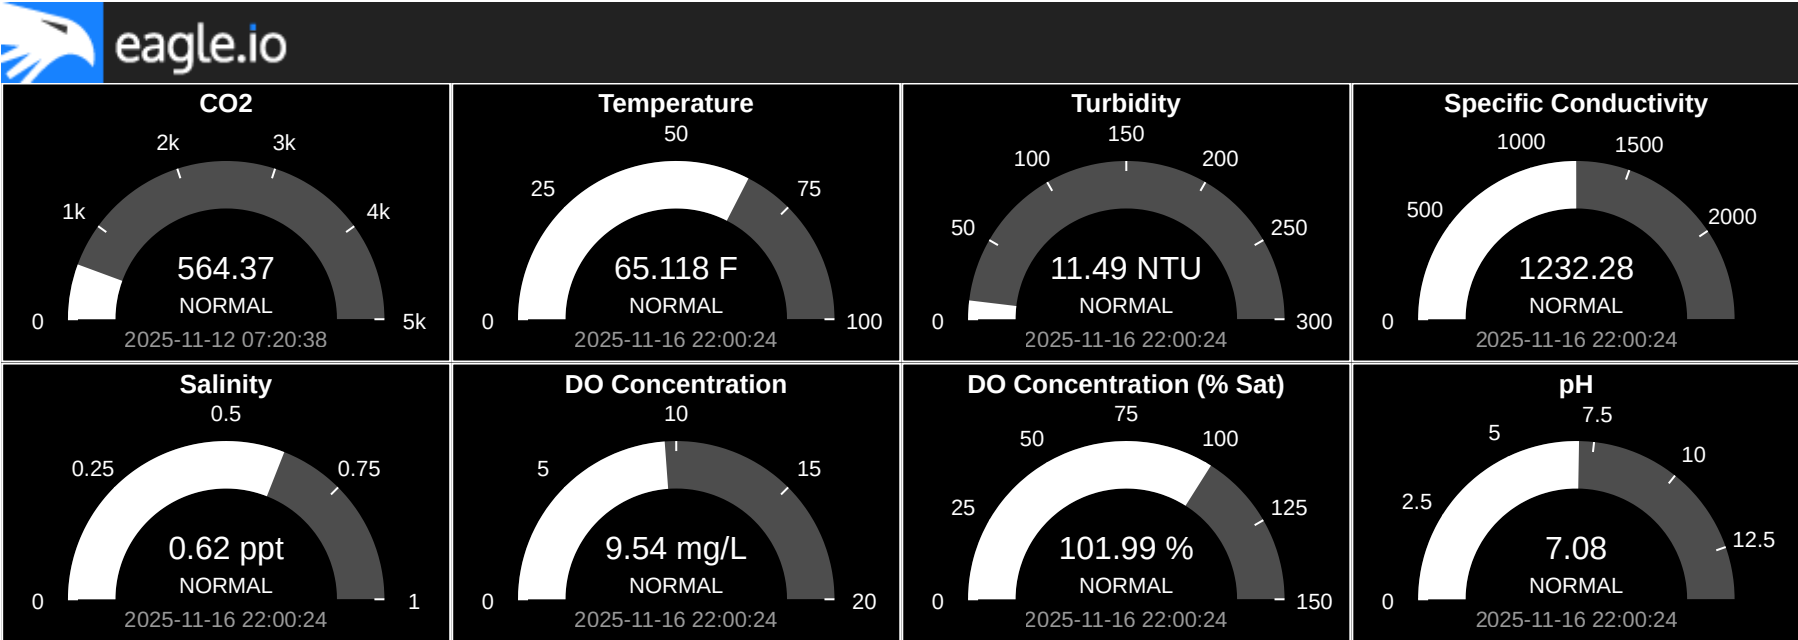 eagle.io
CO2
0
1k
2k
3k
4k
5k
564.37
NORMAL
2025-11-12 07:20:38
Temperature
0
25
50
75
100
65.118 F
NORMAL
2025-11-16 22:00:24
Turbidity
0
50
100
150
200
250
300
11.49 NTU
NORMAL
2025-11-16 22:00:24
Specific Conductivity
0
500
1000
1500
2000
1232.28
NORMAL
2025-11-16 22:00:24
Salinity
0
0.25
0.5
0.75
1
0.62 ppt
NORMAL
2025-11-16 22:00:24
DO Concentration
0
5
10
15
20
9.54 mg/L
NORMAL
2025-11-16 22:00:24
DO Concentration (% Sat)
0
25
50
75
100
125
150
101.99 %
NORMAL
2025-11-16 22:00:24
pH
0
2.5
5
7.5
10
12.5
7.08
NORMAL
2025-11-16 22:00:24